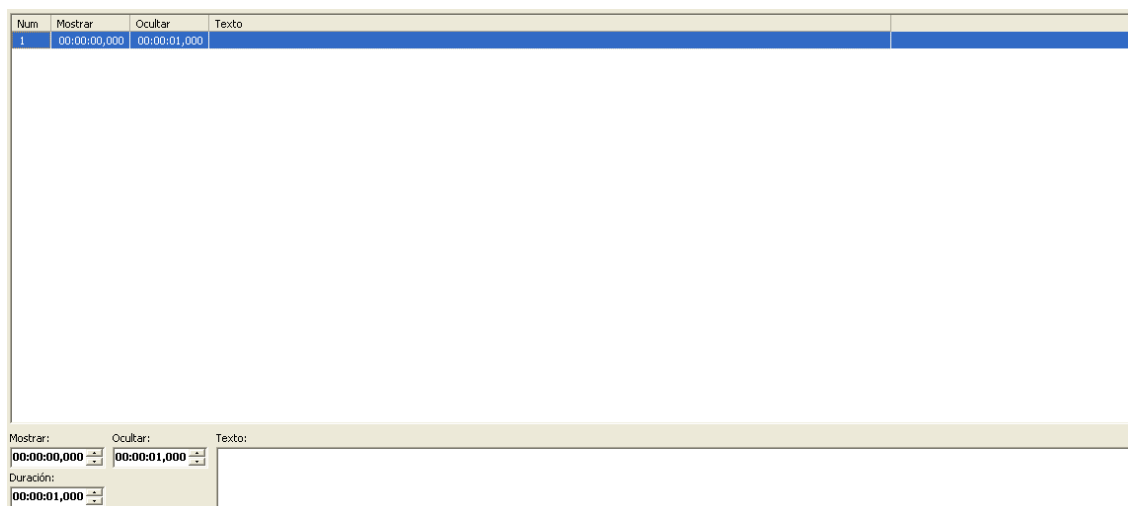 Num Mostrar Ocultar Texto
1 00:00:00,000 00:00:01,000
Mostrar: Ocultar: Texto:
00:00:00,000 00:00:01,000
Duración:
00:00:01,000